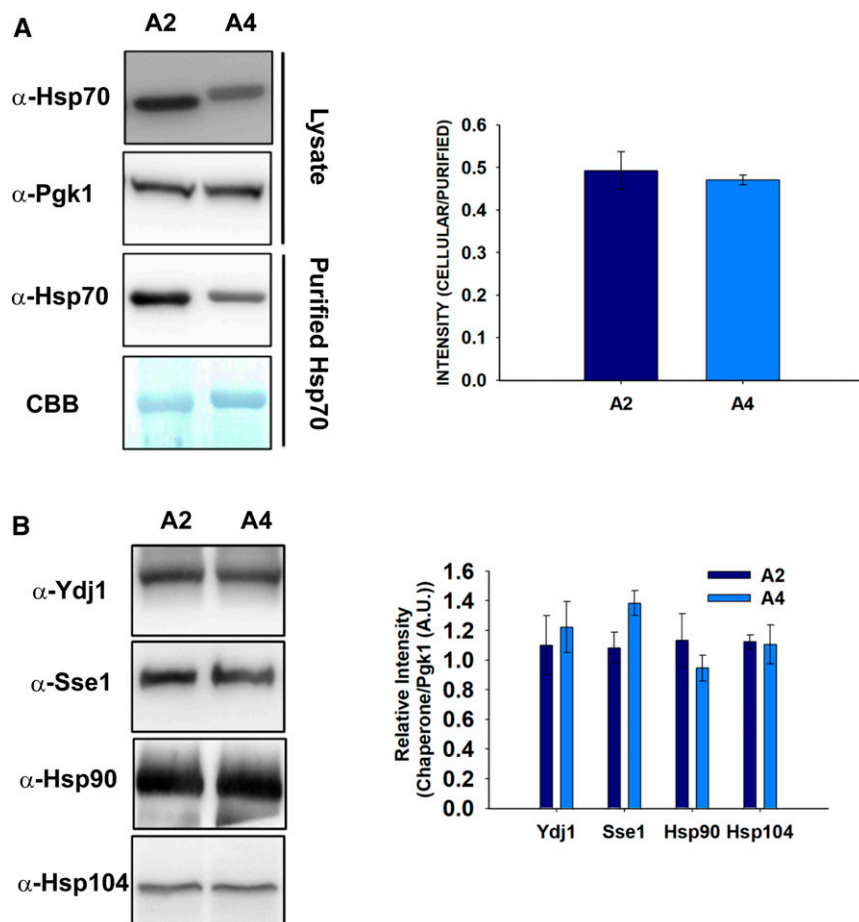 A
A2 A4
α-Hsp70
α-Pgk1
α-Hsp70
CBB
Lysate
Purified Hsp70
INTENSITY (CELLULAR/PURIFIED)
0.6
0.5
0.4
0.3
0.2
0.1
0.0
A2 A4
B
A2 A4
α-Ydj1
α-Sse1
α-Hsp90
α-Hsp104
Relative Intensity
(Chaperone/Pgk1 (A.U.))
1.6
1.4
1.2
1.0
0.8
0.6
0.4
0.2
0.0
A2
A4
Ydj1 Sse1 Hsp90 Hsp104